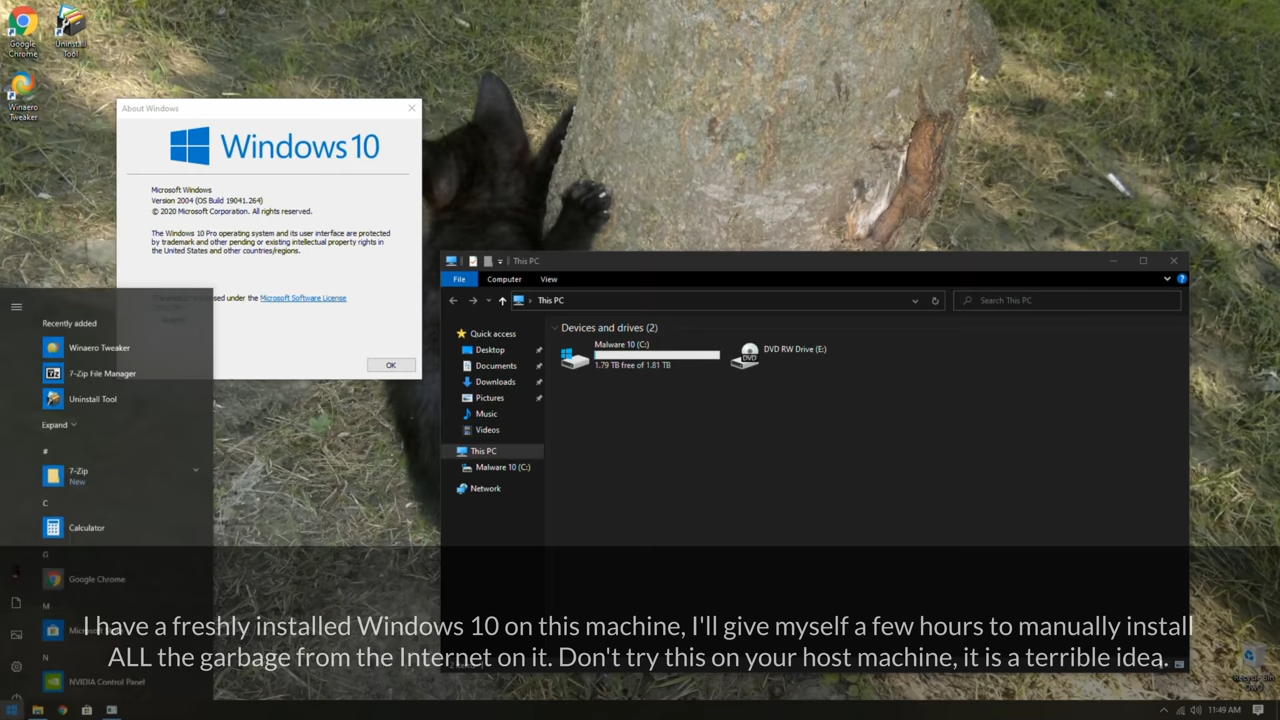 Google
Chrome
Uninstall
Tool
Winaero
Tweaker
About Windows
Windows 10
Microsoft Windows
Version 2004 (OS Build 19041.264)
© 2020 Microsoft Corporation. All rights reserved.
The Windows 10 Pro operating system and its user interface are protected
by trademark and other pending or existing intellectual property rights in
the United States and other countries/regions.
used under the Microsoft Software License
OK
Recently added
Winaero Tweaker
7-Zip File Manager
Uninstall Tool
Expand
#
7-Zip
New
C
Calculator
G
Google Chrome
M
N
NVIDIA Control Panel
This PC
File
Computer
View
This PC
Search This PC
Quick access
Desktop
Documents
Downloads
Pictures
Music
Videos
This PC
Malware 10 (C:)
Network
Devices and drives (2)
Malware 10 (C:)
1.79 TB free of 1.81 TB
DVD
DVD RW Drive (E:)
I have a freshly installed Windows 10 on this machine, I'll give myself a few hours to manually install
ALL the garbage from the Internet on it. Don't try this on your host machine, it is a terrible idea.
Recycle Bin
11:49 AM